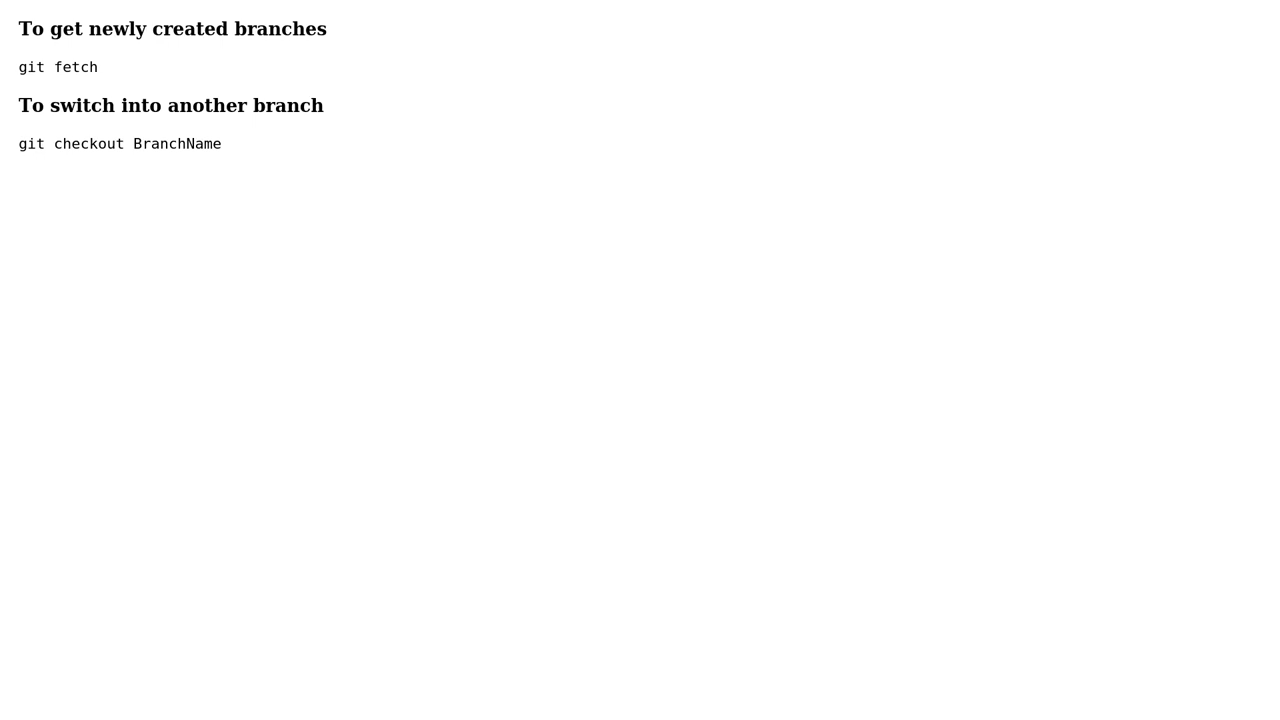 To get newly created branches
git fetch
To switch into another branch
git checkout BranchName